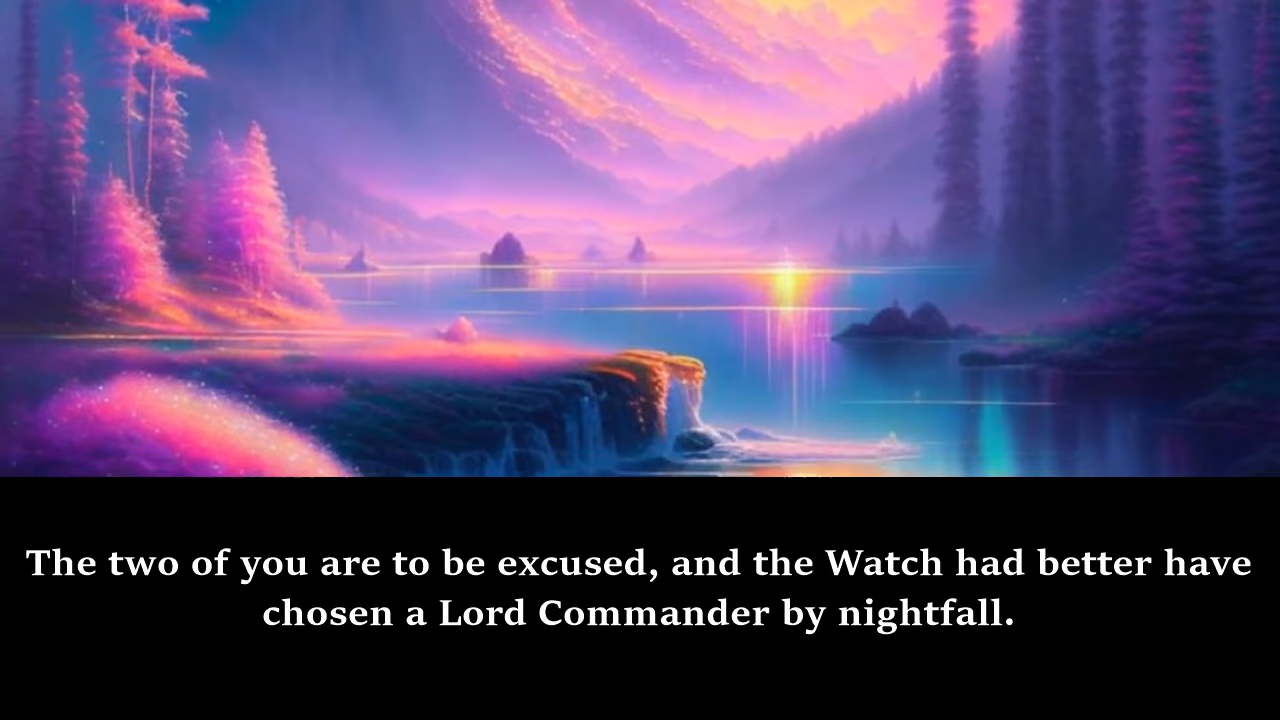 The two of you are to be excused, and the Watch had better have
chosen a Lord Commander by nightfall.